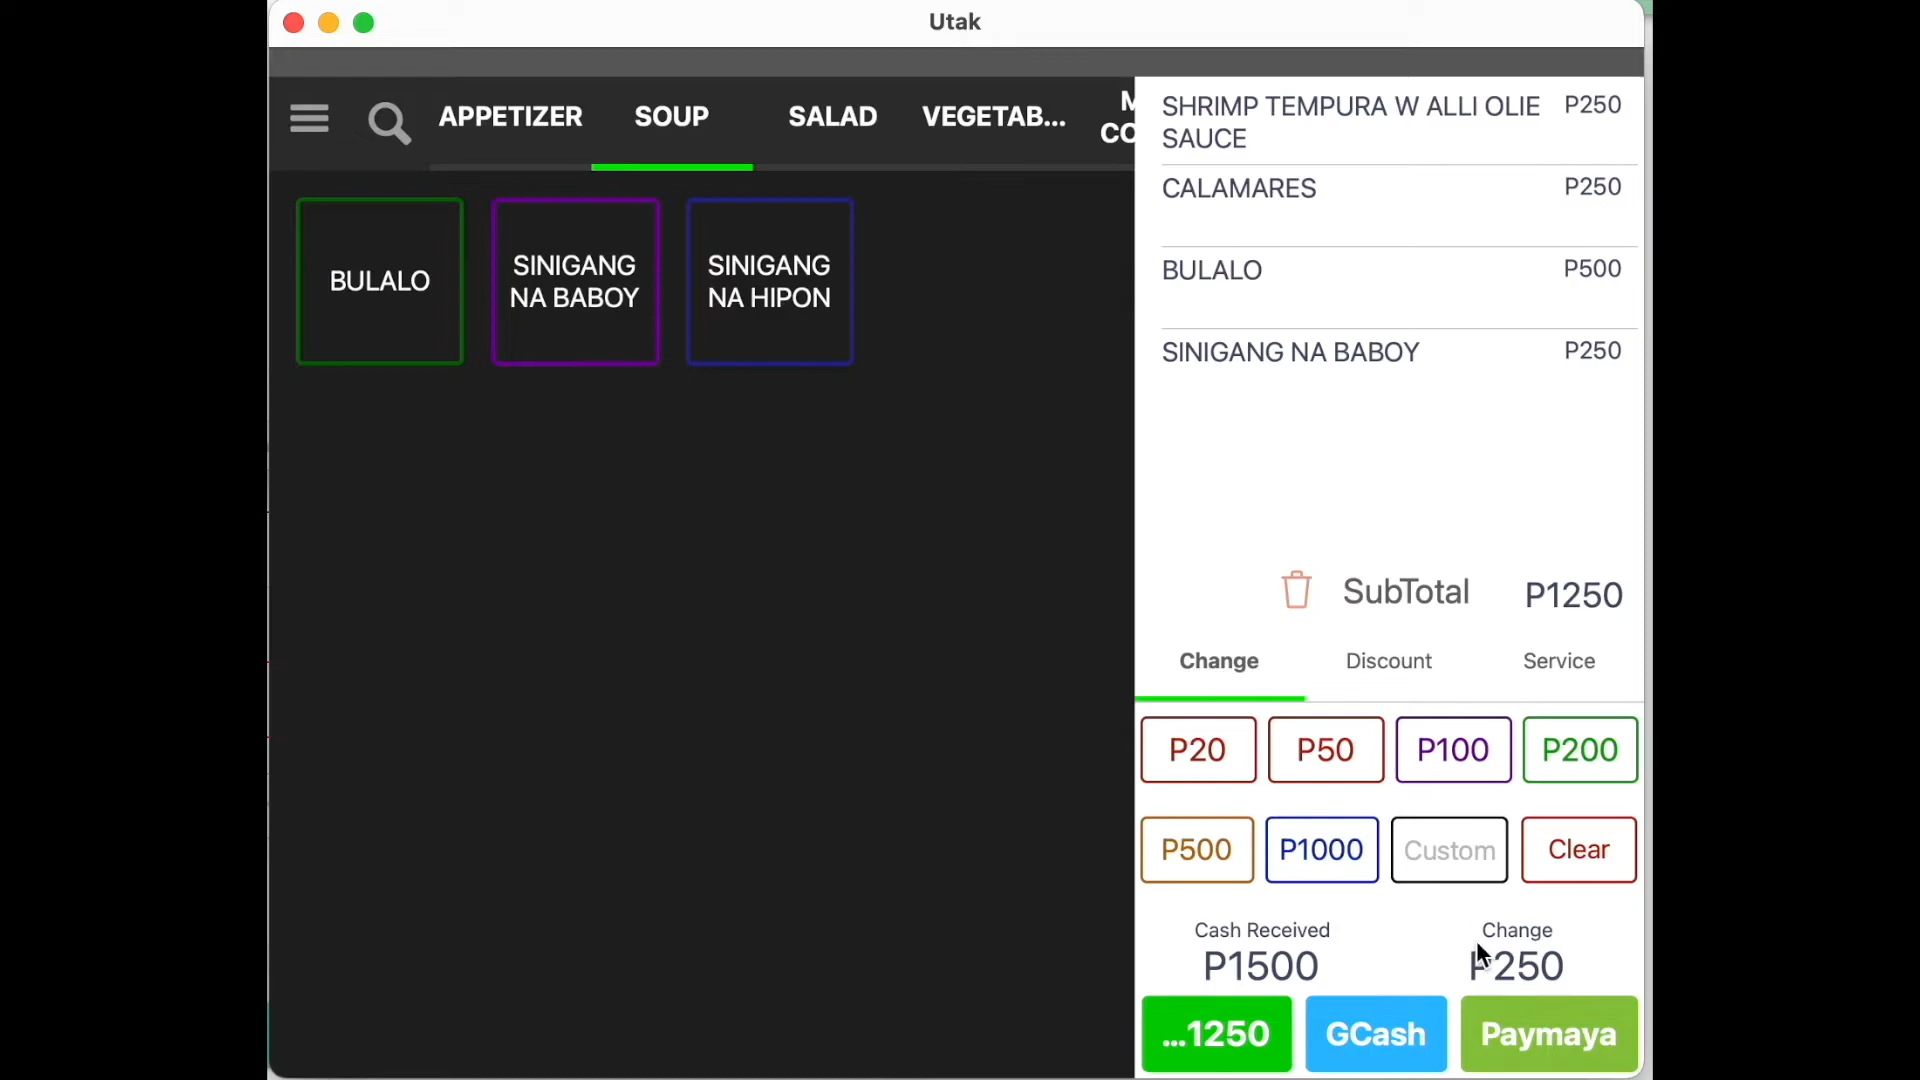 Utak
APPETIZER SOUP SALAD VEGETAB... M
CO
BULALO
SINIGANG
NA BABOY
SINIGANG
NA HIPON
SHRIMP TEMPURA W ALLI OLIE P250
SAUCE
CALAMARES P250
BULALO P500
SINIGANG NA BABOY P250
SubTotal P1250
Change Discount Service
P20 P50 P100 P200
P500 P1000 Custom Clear
Cash Received Change
P1500 P250
...1250 GCash Paymaya